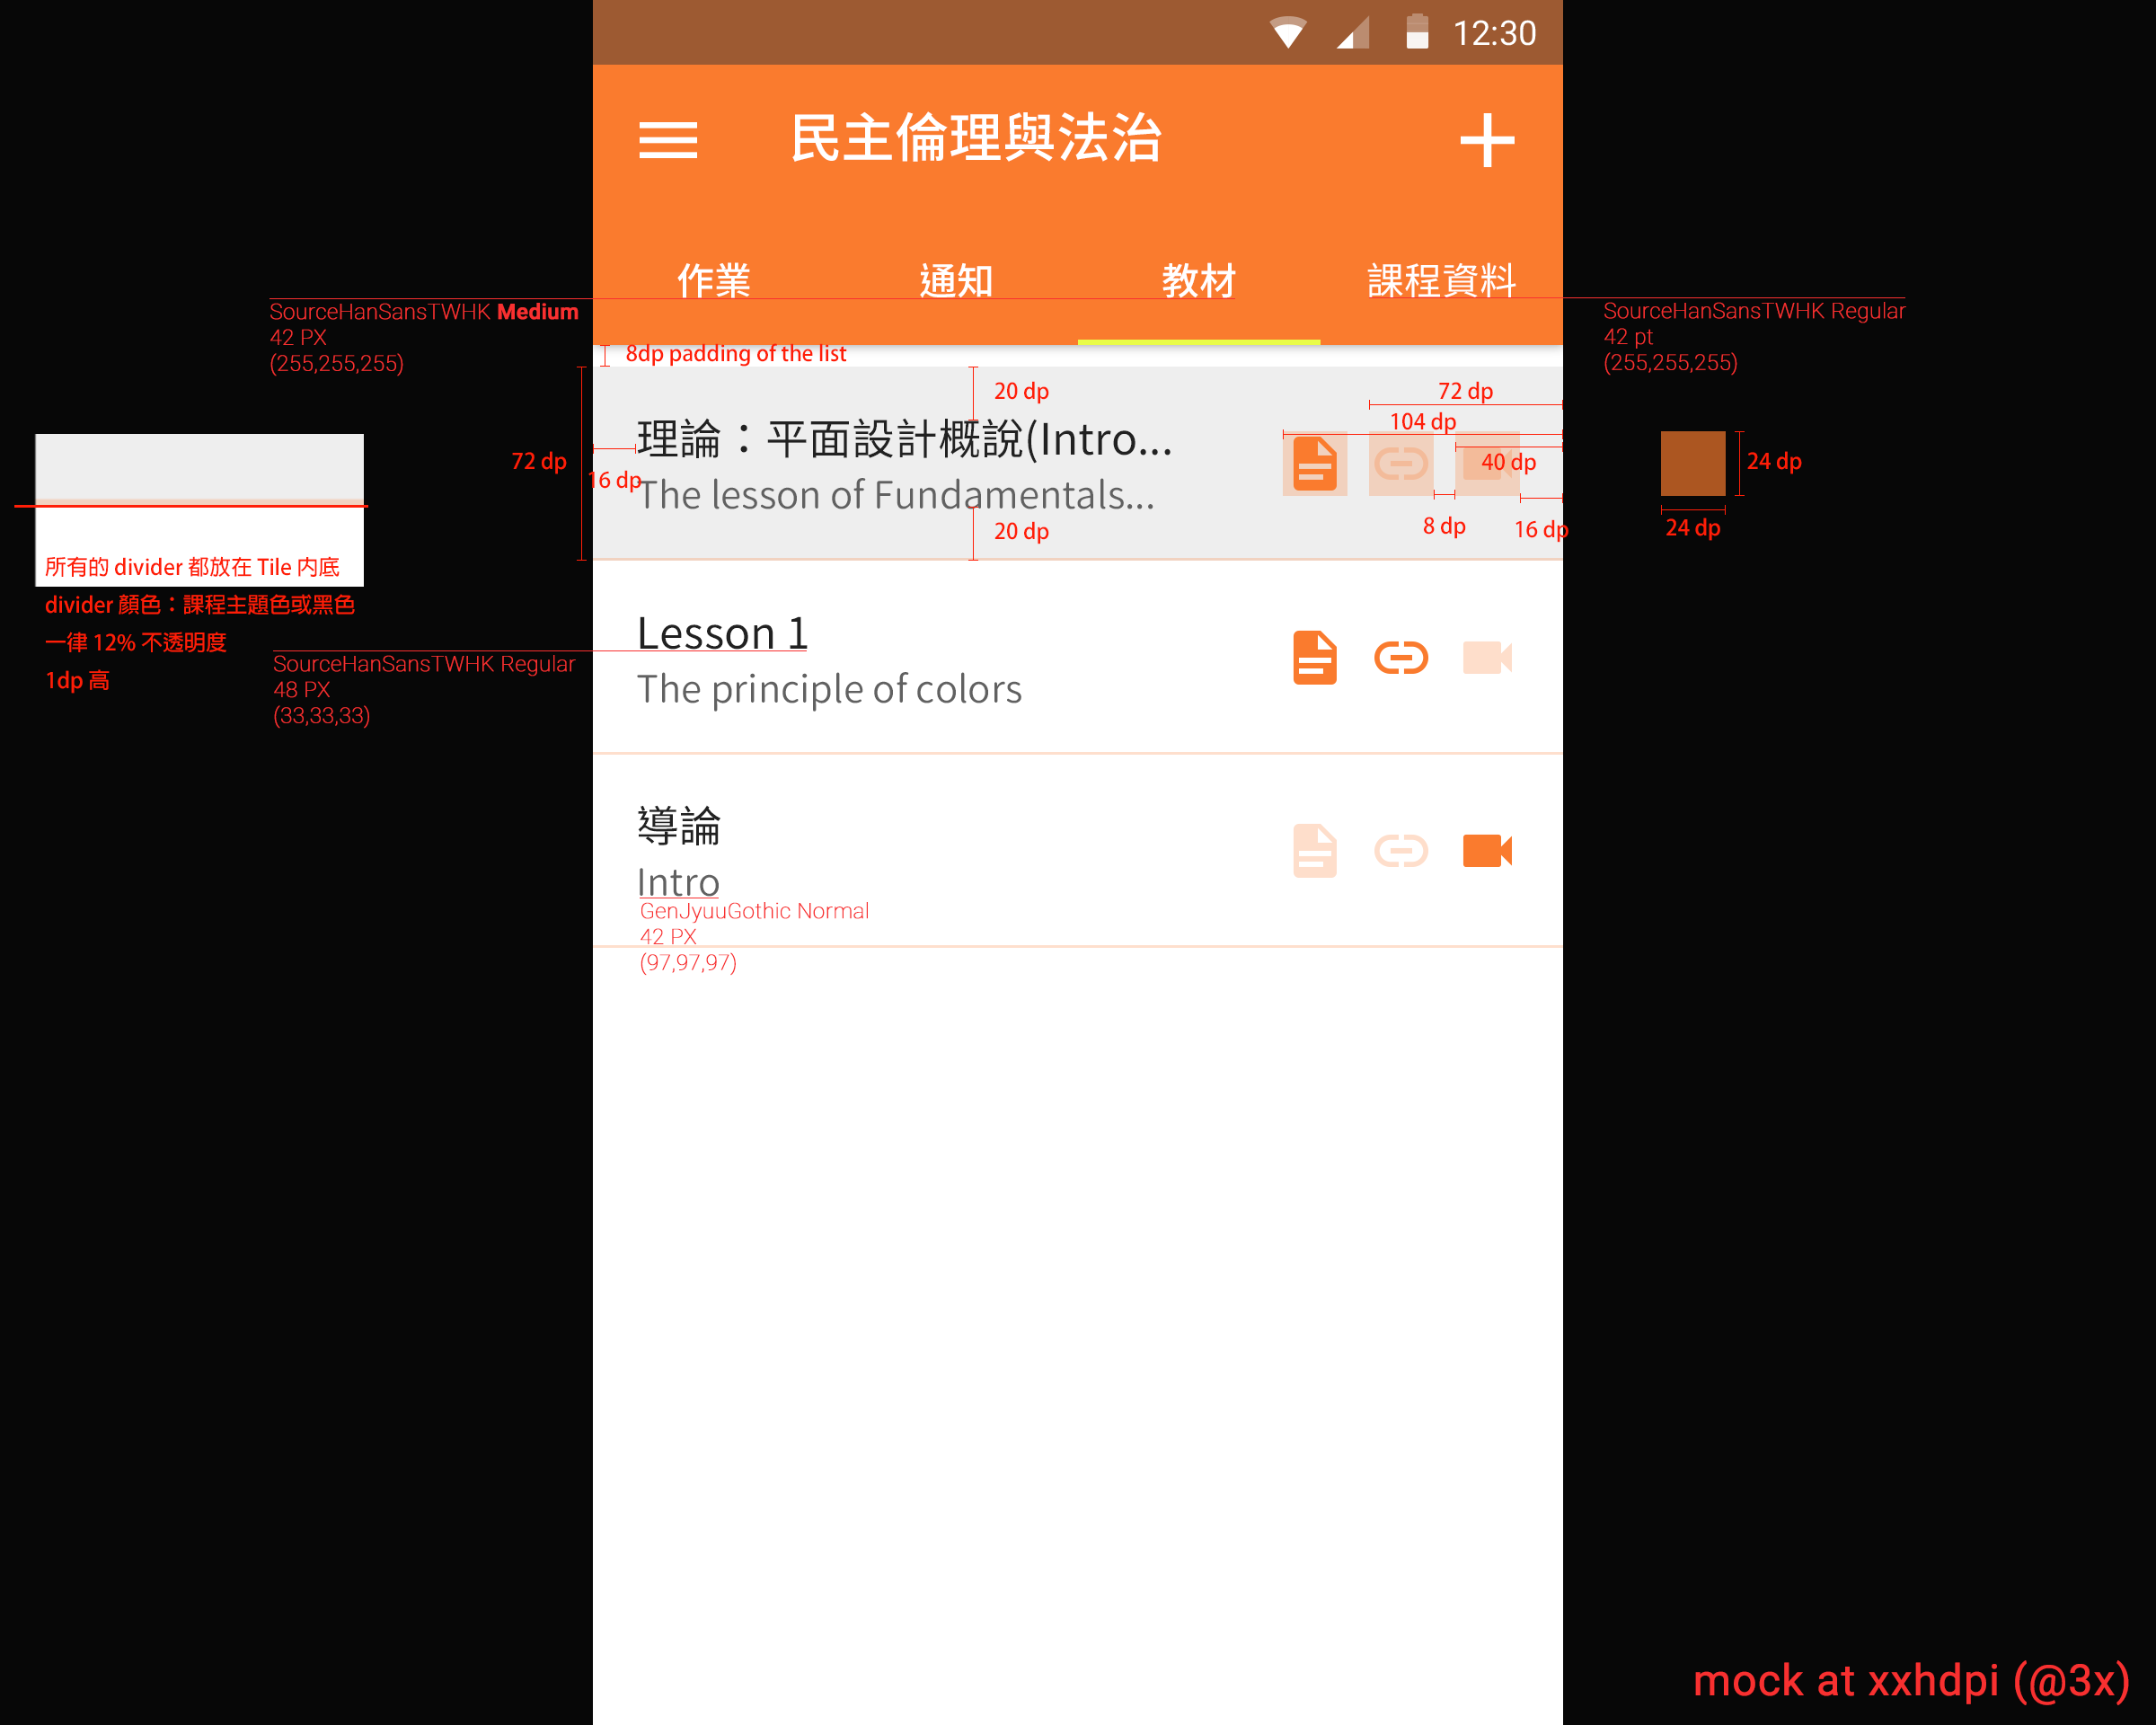 12:30
民主倫理與法治
作業
通知
教材
課程資料
SourceHanSansTWHK Medium
42 PX
(255,255,255)
SourceHanSansTWHK Regular
42 pt
(255,255,255)
8dp padding of the list
20 dp
72 dp
104 dp
理論：平面設計概說(Intro...
72 dp
16 dp
40 dp
24 dp
The lesson of Fundamentals...
20 dp
8 dp
16 dp
24 dp
所有的 divider 都放在 Tile 內底
divider 顏色：課程主題色或黑色
一律 12% 不透明度
1dp 高
Lesson 1
The principle of colors
SourceHanSansTWHK Regular
48 PX
(33,33,33)
導論
Intro
GenJyuuGothic Normal
42 PX
(97,97,97)
mock at xxhdpi (@3x)